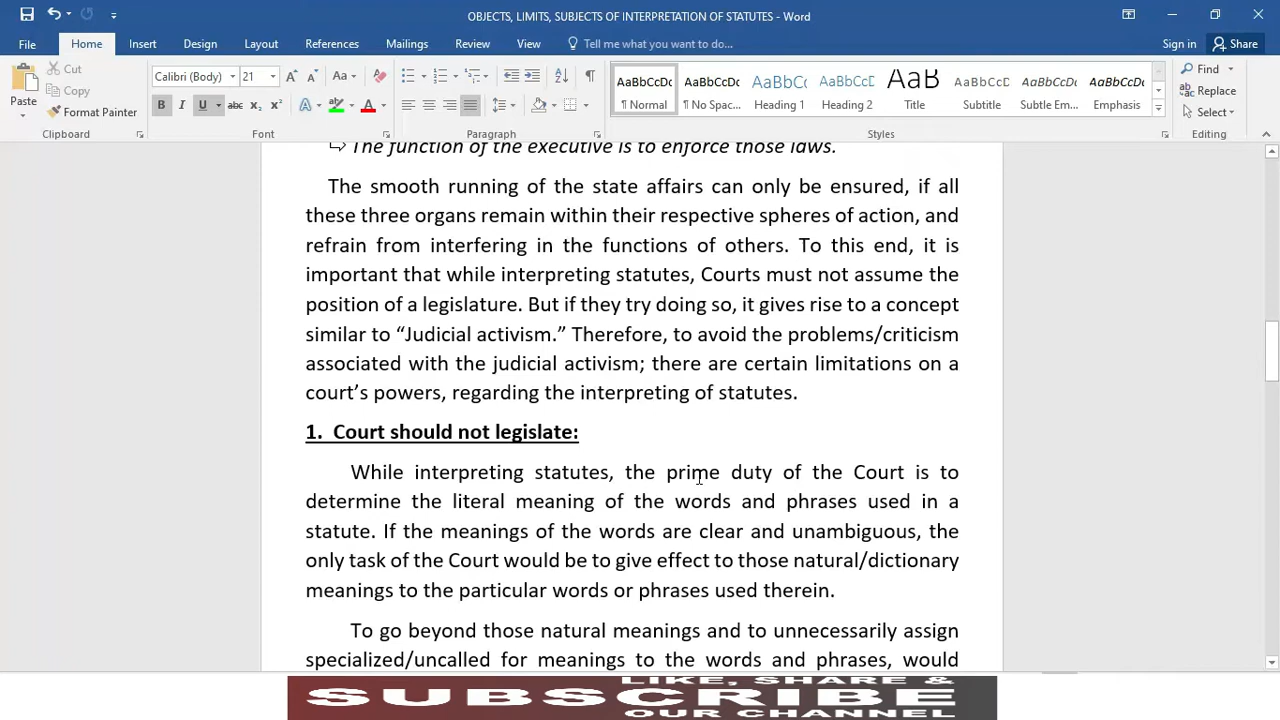 OBJECTS, LIMITS, SUBJECTS OF INTERPRETATION OF STATUTES - Word
File Home Insert Design Layout References Mailings Review View Tell me what you want to do... Sign in Share
Paste Cut Copy Format Painter
Calibri (Body) 21 Aa
B I U abc x₂ x² A A
AaBbCcDc AaBbCcDc AaBbCc AaBbCcD AaB AaBbCcD AaBbCcDc AaBbCcDc
¶ Normal ¶ No Spac... Heading 1 Heading 2 Title Subtitle Subtle Em... Emphasis
Find Replace Select
Clipboard Font Paragraph Styles Editing
The function of the executive is to enforce those laws.
The smooth running of the state affairs can only be ensured, if all
these three organs remain within their respective spheres of action, and
refrain from interfering in the functions of others. To this end, it is
important that while interpreting statutes, Courts must not assume the
position of a legislature. But if they try doing so, it gives rise to a concept
similar to “Judicial activism.” Therefore, to avoid the problems/criticism
associated with the judicial activism; there are certain limitations on a
court’s powers, regarding the interpreting of statutes.
1. Court should not legislate:
While interpreting statutes, the prime duty of the Court is to
determine the literal meaning of the words and phrases used in a
statute. If the meanings of the words are clear and unambiguous, the
only task of the Court would be to give effect to those natural/dictionary
meanings to the particular words or phrases used therein.
To go beyond those natural meanings and to unnecessarily assign
specialized/uncalled for meanings to the words and phrases, would
LIKE, SHARE &
SUBSCRIBE
OUR CHANNEL